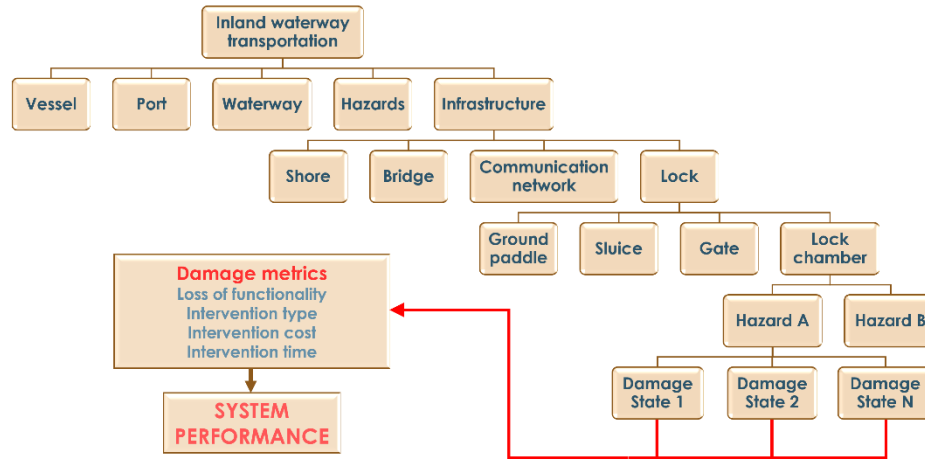 Inland waterway
transportation
Vessel
Port
Waterway
Hazards
Infrastructure
Shore
Bridge
Communication
network
Lock
Ground
paddle
Sluice
Gate
Lock
chamber
Damage metrics
Loss of functionality
Intervention type
Intervention cost
Intervention time
Hazard A
Hazard B
Damage
State 1
Damage
State 2
Damage
State N
SYSTEM
PERFORMANCE